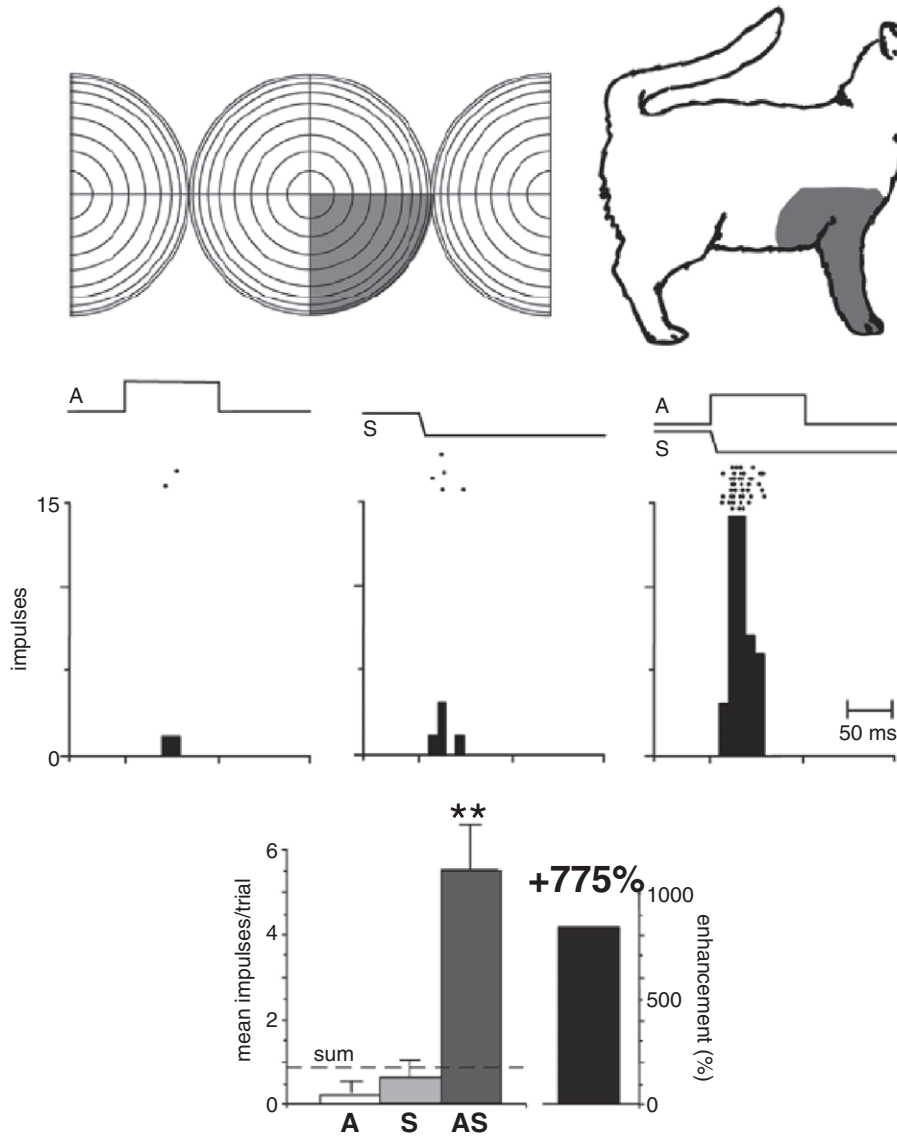 A
S
A
S
15
impulses
0
50 ms
**
6
+775%
1000
mean impulses/trial
4
enhancement (%)
500
2
sum
0
0
A S AS